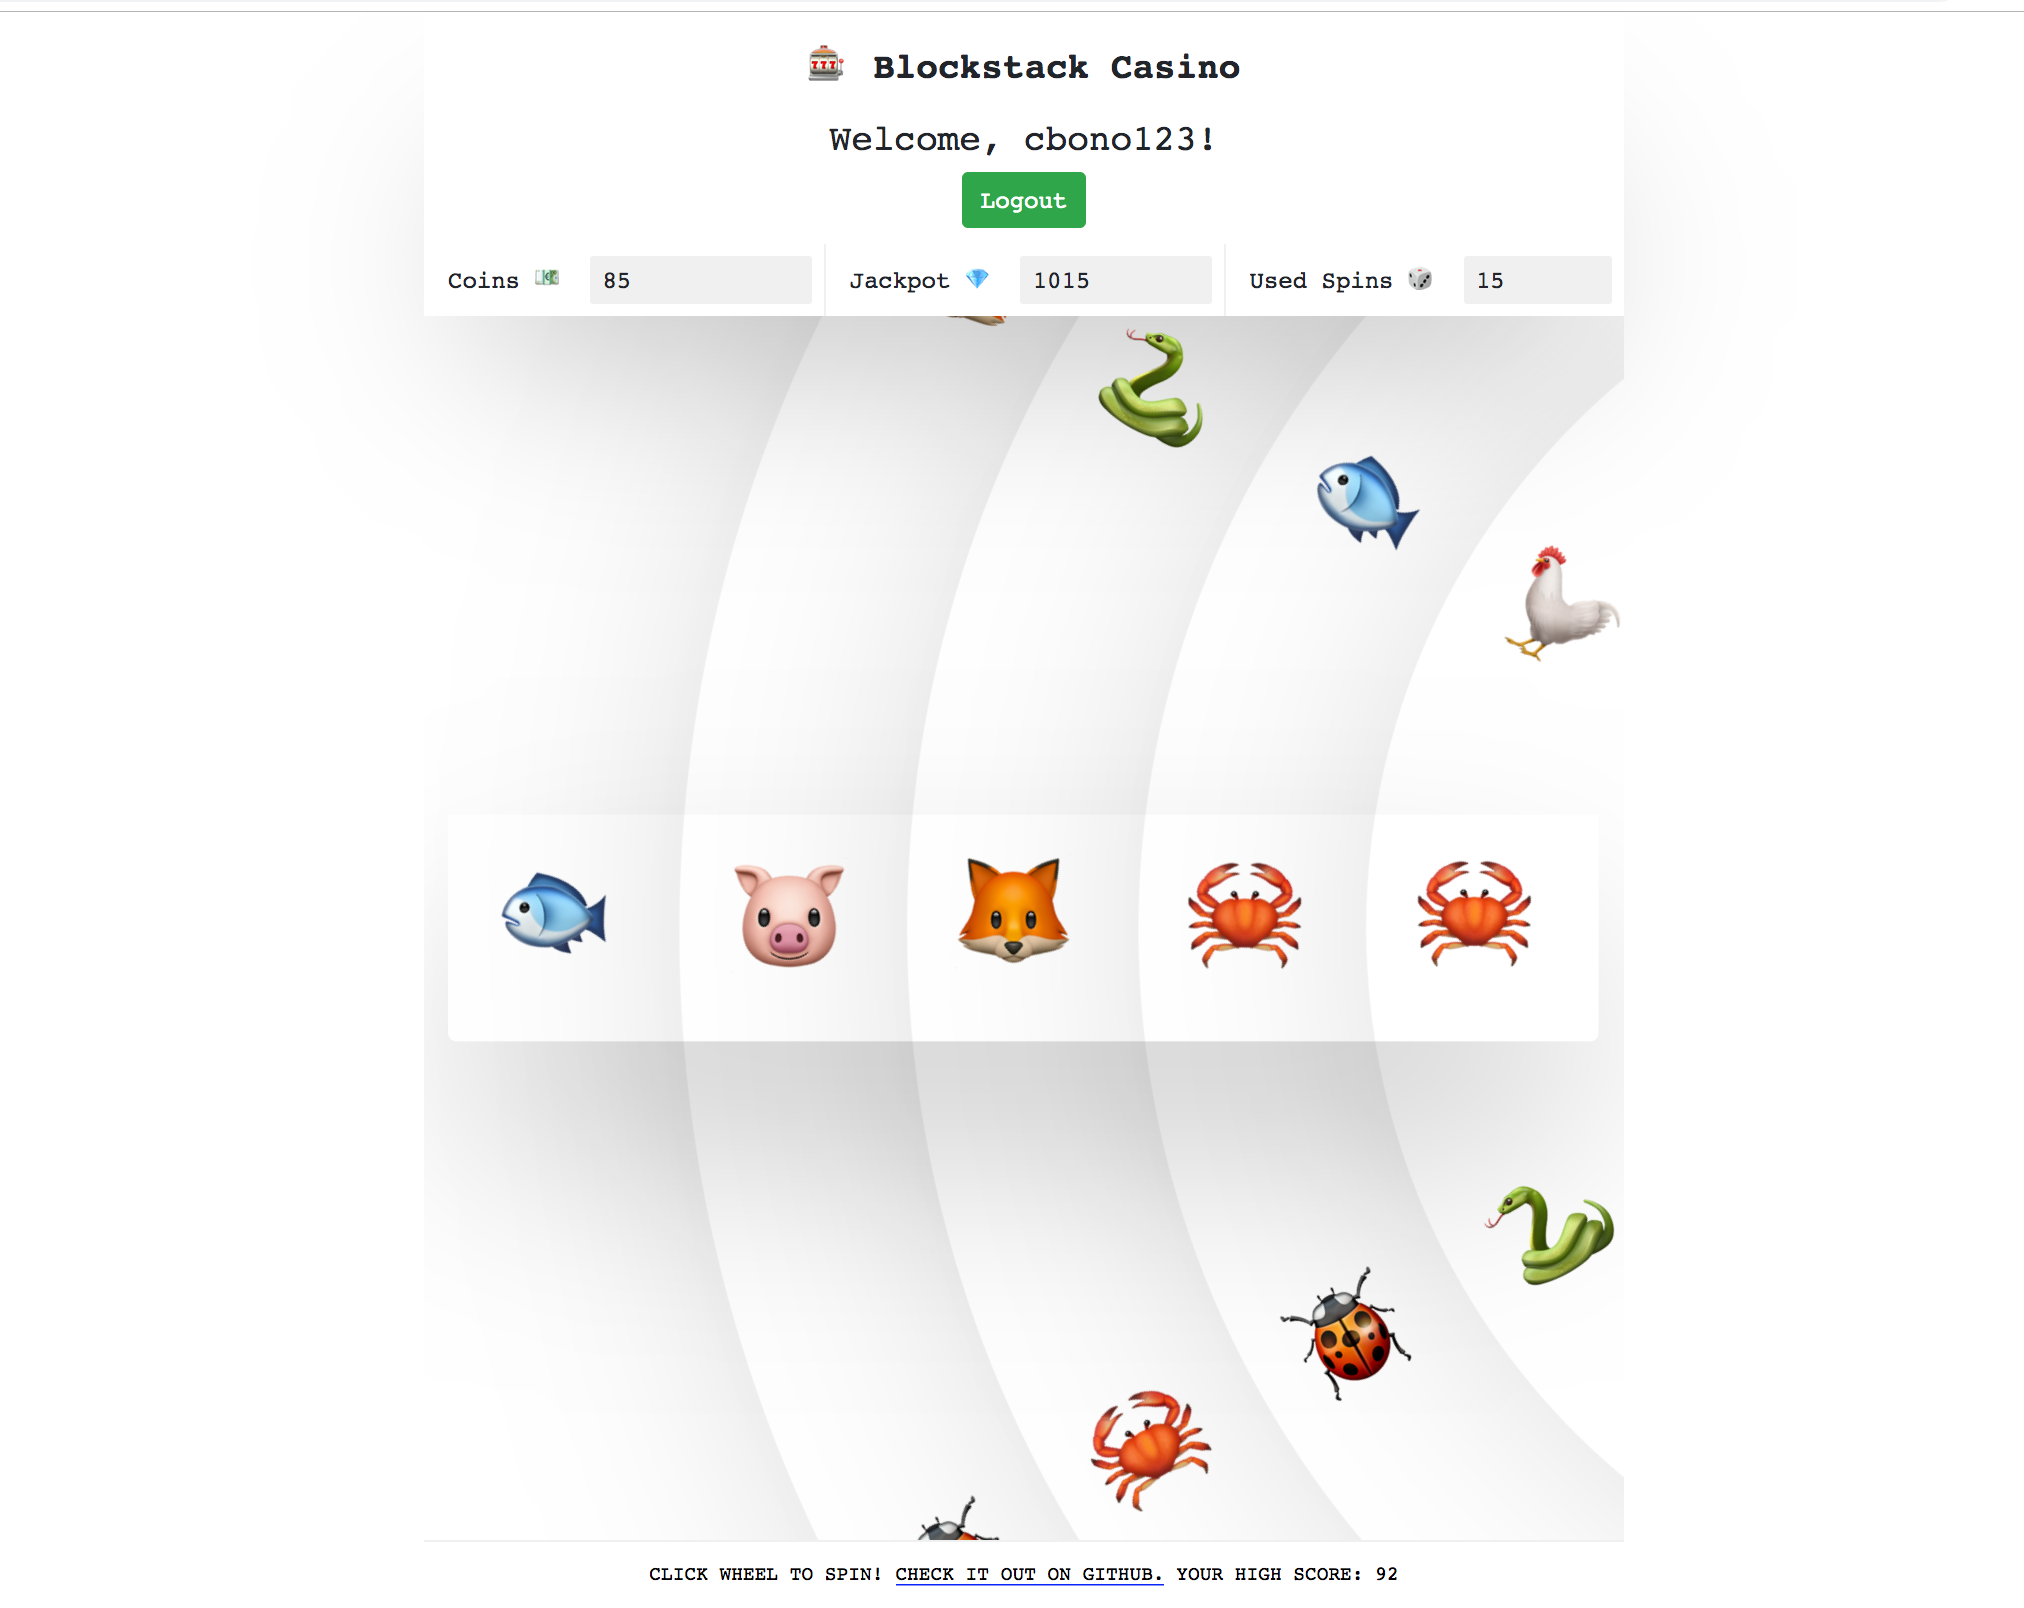 Blockstack Casino
Welcome, cbono123!
Logout
Coins 85 Jackpot 1015 Used Spins 15
CLICK WHEEL TO SPIN! CHECK IT OUT ON GITHUB. YOUR HIGH SCORE: 92